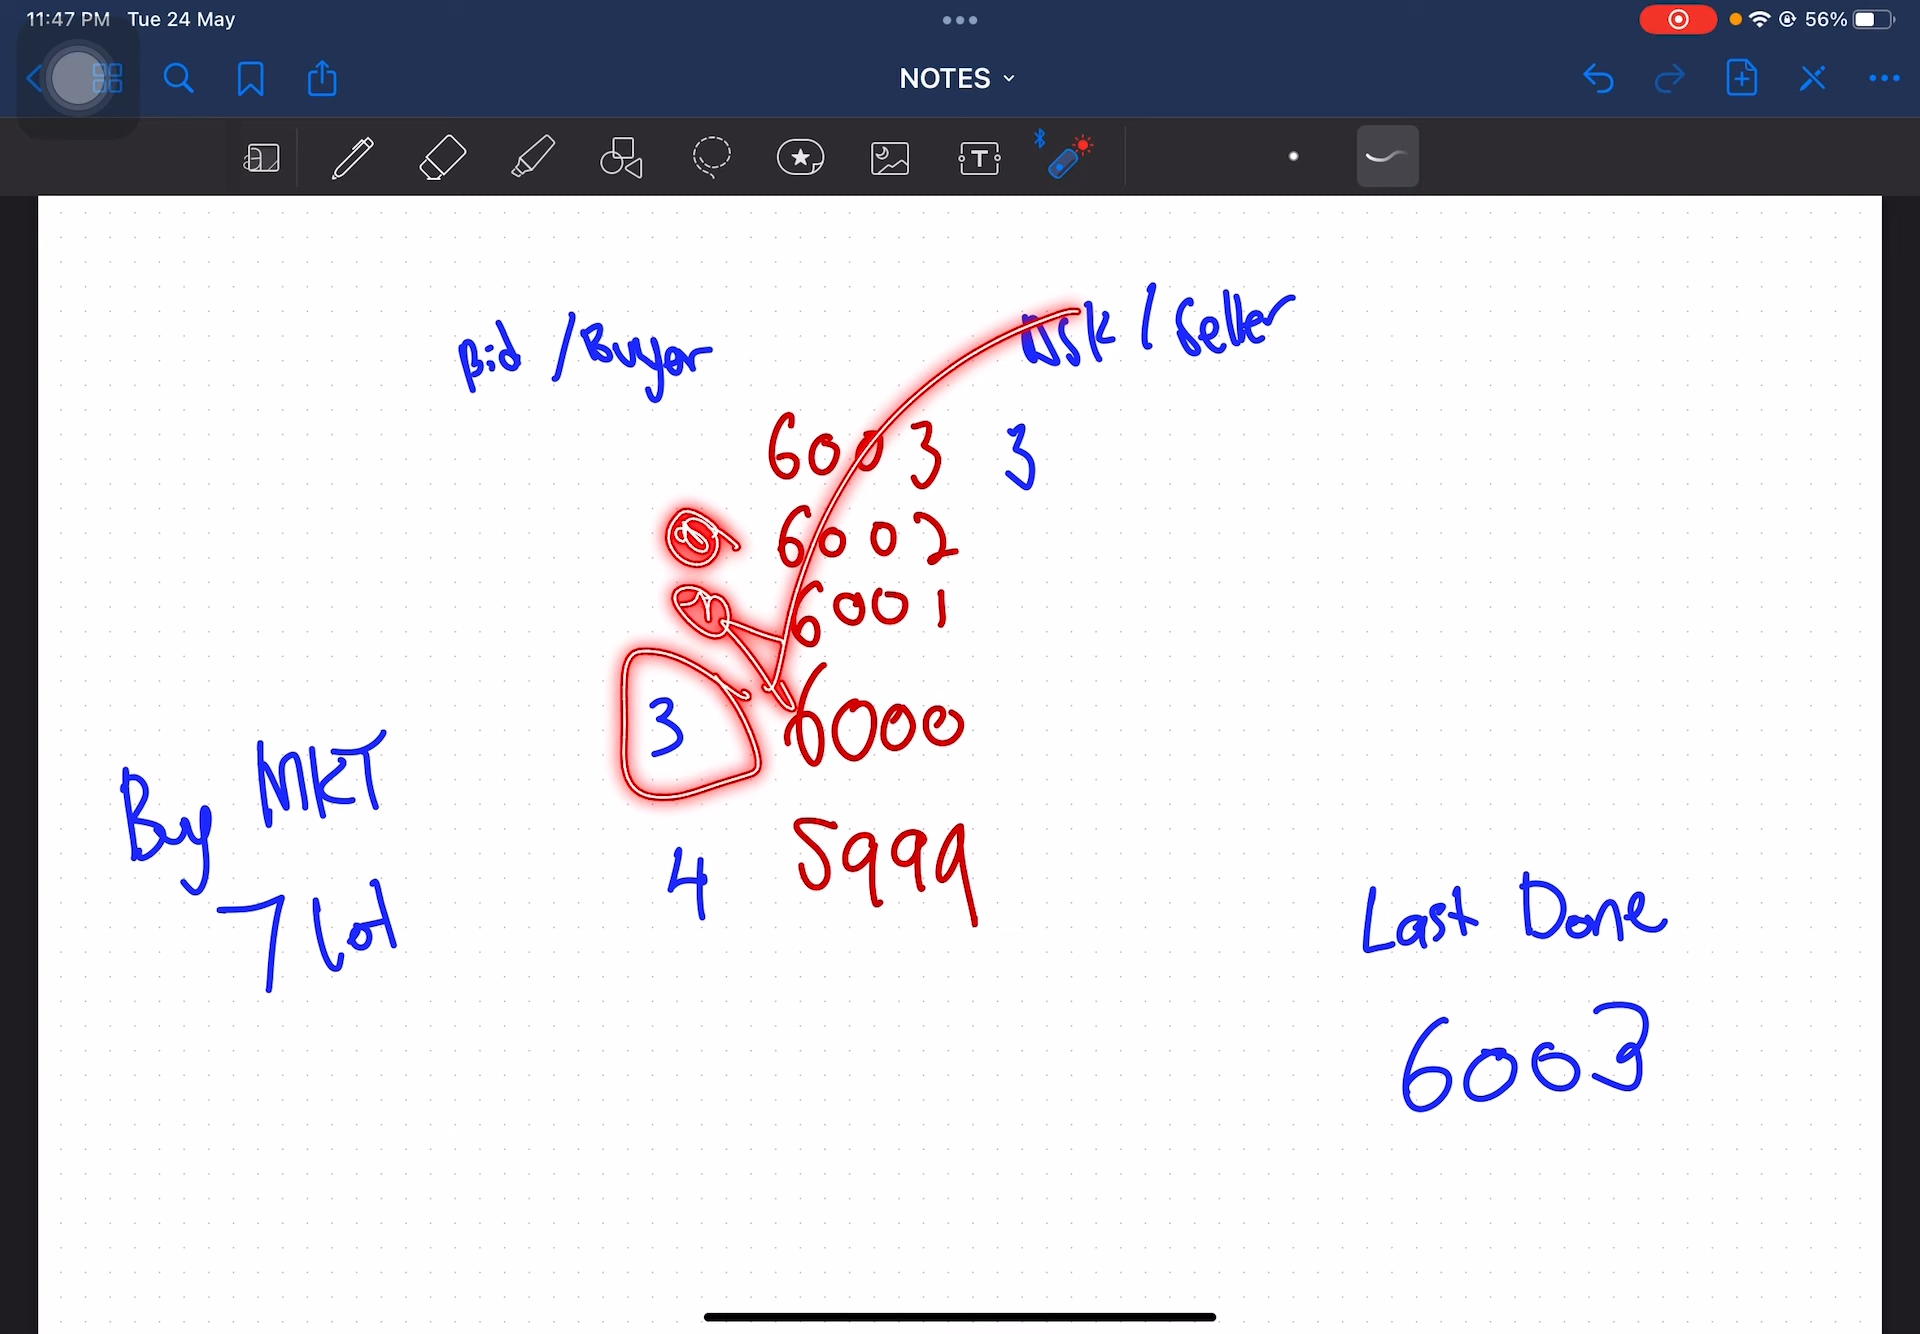 11:47 PM Tue 24 May
56%
NOTES
T
Bid / Buyer
Ask / Seller
6003 3
6002
6001
3 6000
4 5999
Buy MKT
7 lot
Last Done
6003